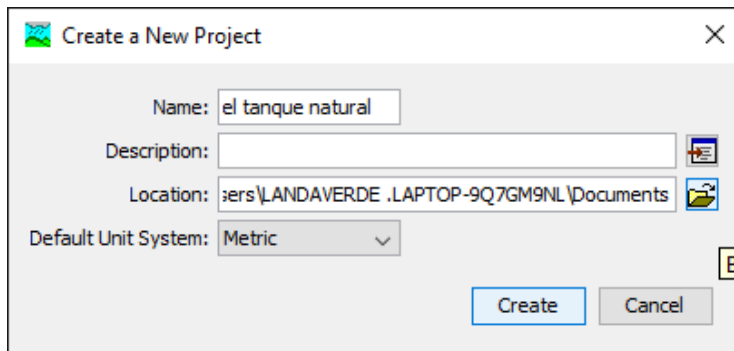 Create a New Project
Name: el tanque natural
Description:
Location: sers\LANDAVERDE .LAPTOP-9Q7GM9NL\Documents
Default Unit System: Metric
Create Cancel